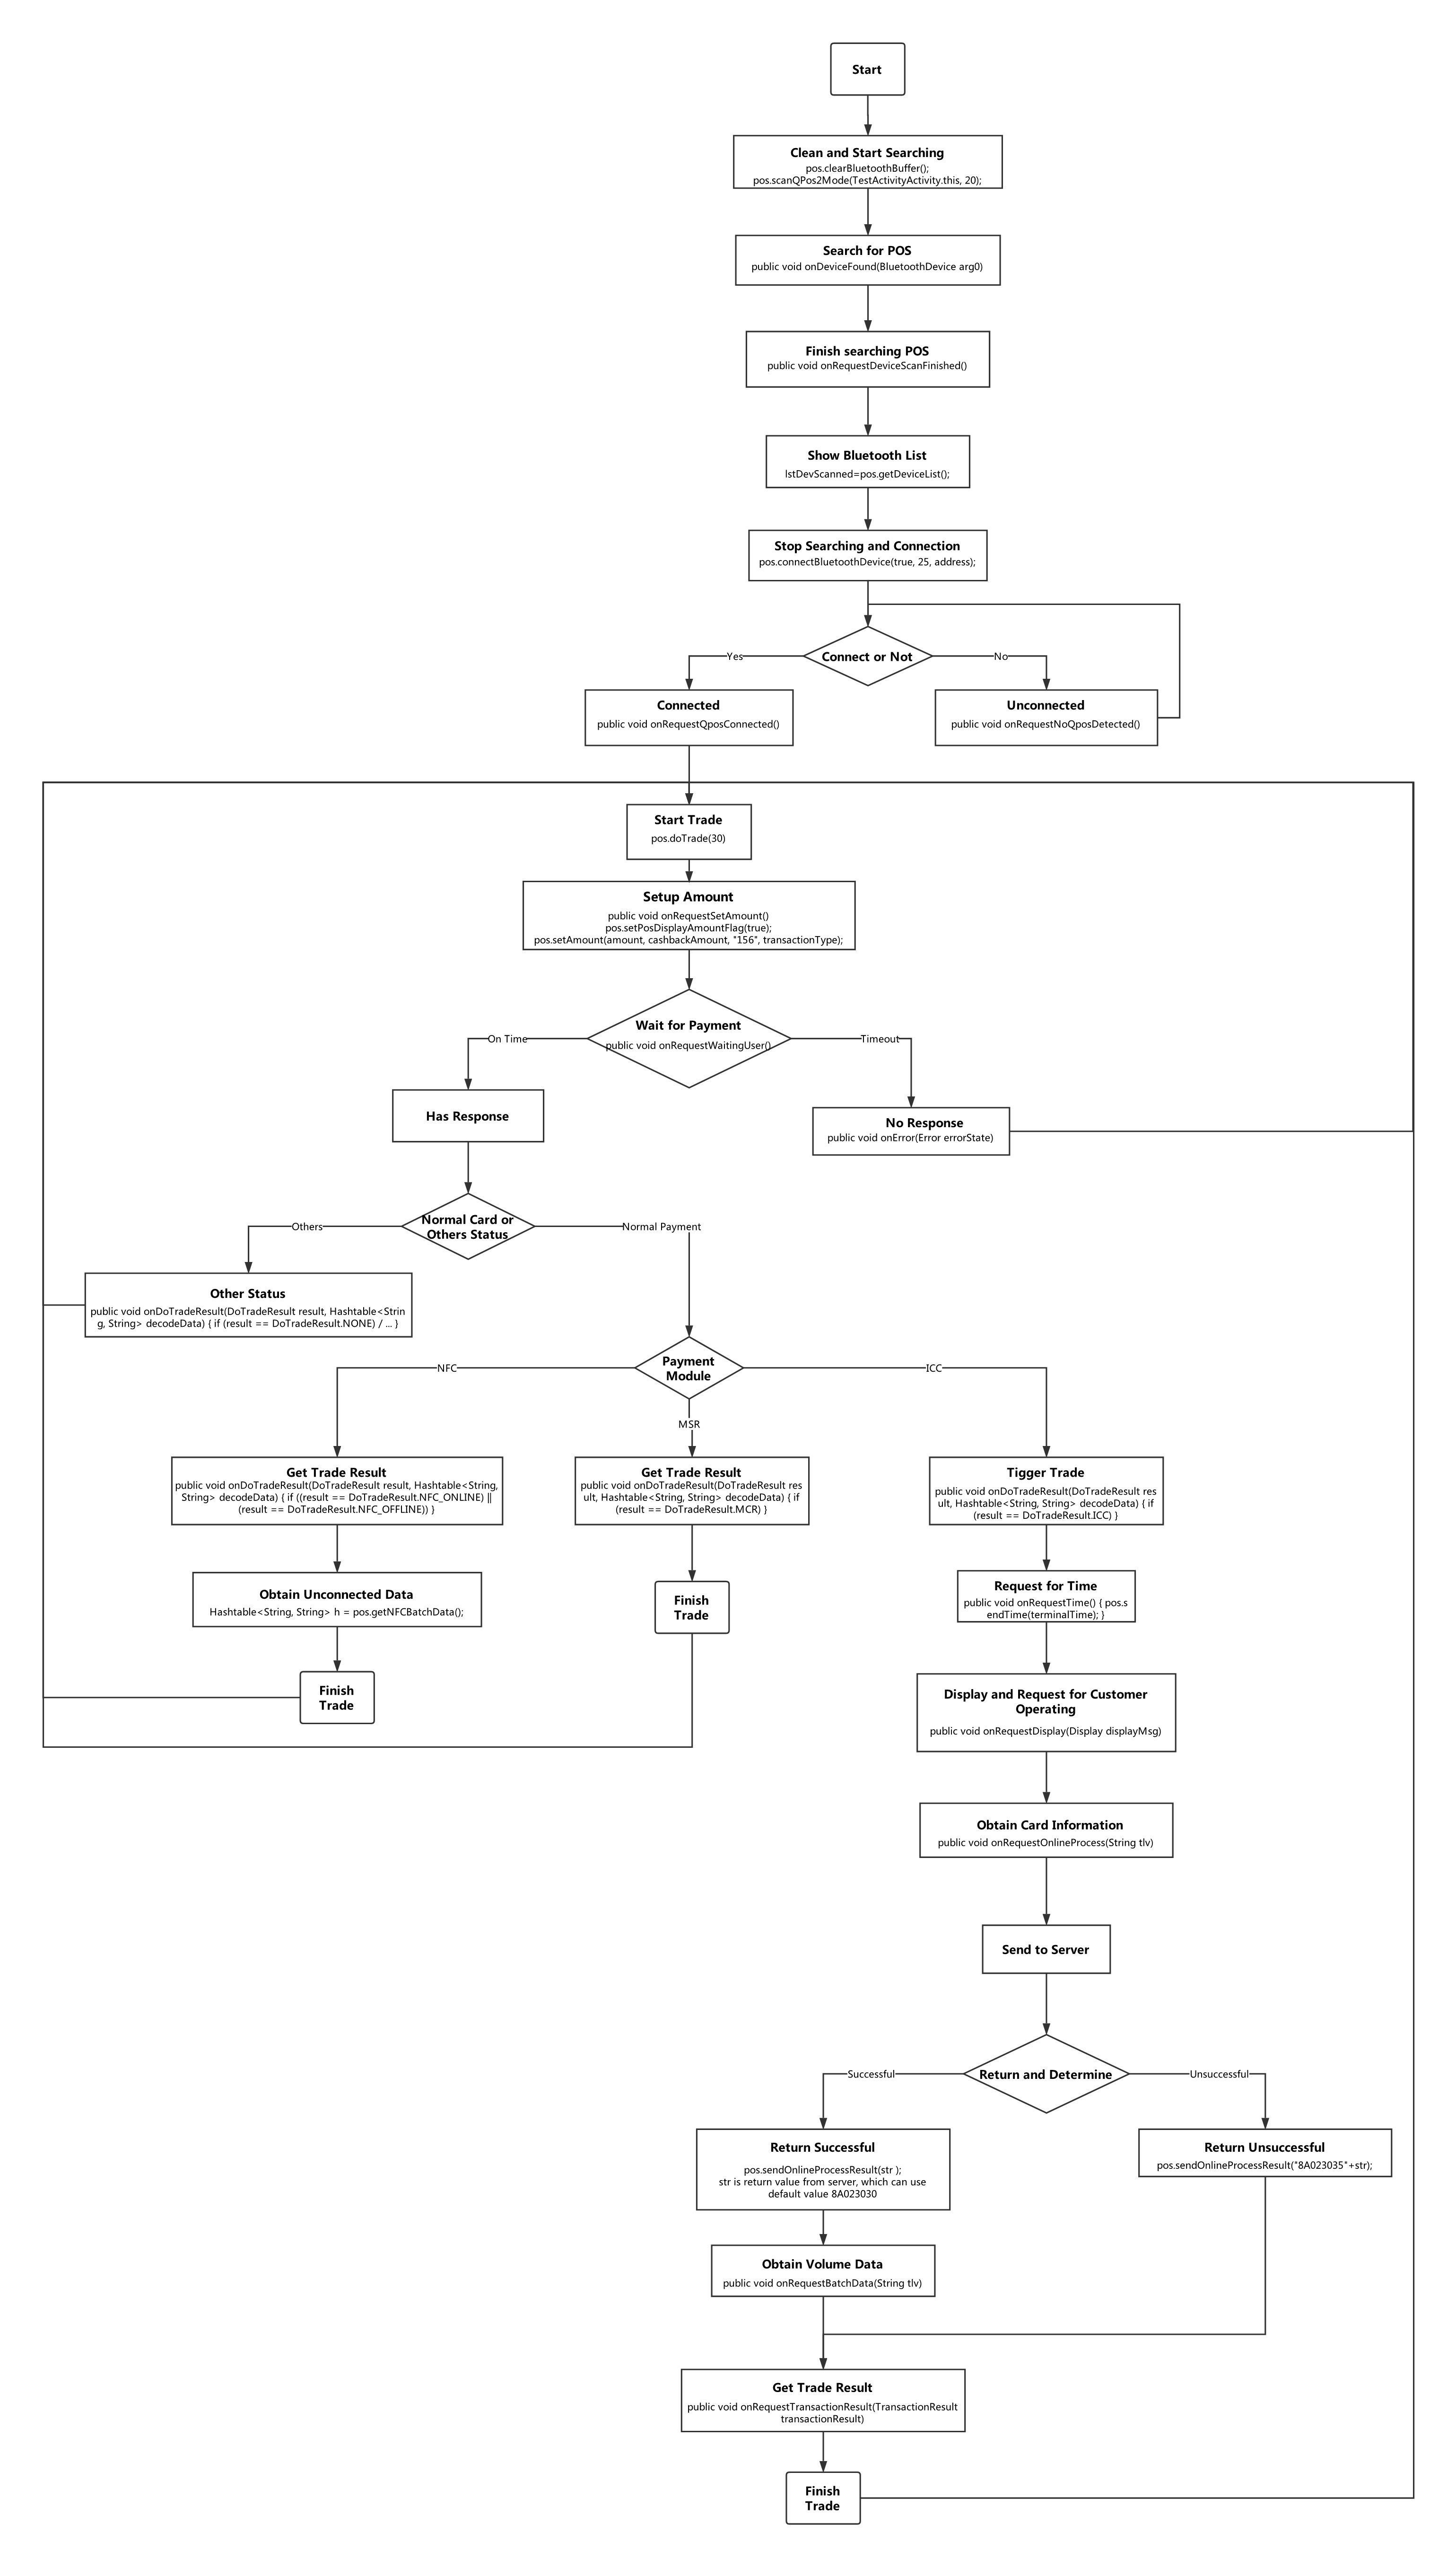 Start
Clean and Start Searching
pos.clearBluetoothBuffer();
pos.scanQPos2Mode(TestActivityActivity.this, 20);
Search for POS
public void onDeviceFound(BluetoothDevice arg0)
Finish searching POS
public void onRequestDeviceScanFinished()
Show Bluetooth List
lstDevScanned=pos.getDeviceList();
Stop Searching and Connection
pos.connectBluetoothDevice(true, 25, address);
Connect or Not
Yes
No
Connected
public void onRequestQposConnected()
Unconnected
public void onRequestNoQposDetected()
Start Trade
pos.doTrade(30)
Setup Amount
public void onRequestSetAmount()
pos.setPosDisplayAmountFlag(true);
pos.setAmount(amount, cashbackAmount, "156", transactionType);
Wait for Payment
public void onRequestWaitingUser()
On Time
Timeout
Has Response
No Response
public void onError(Error errorState)
Normal Card or
Others Status
Others
Normal Payment
Other Status
public void onDoTradeResult(DoTradeResult result, Hashtable<Strin
g, String> decodeData) { if (result == DoTradeResult.NONE) / ... }
Payment
Module
NFC
MSR
ICC
Get Trade Result
public void onDoTradeResult(DoTradeResult result, Hashtable<String,
String> decodeData) { if ((result == DoTradeResult.NFC_ONLINE) ||
(result == DoTradeResult.NFC_OFFLINE)) }
Get Trade Result
public void onDoTradeResult(DoTradeResult res
ult, Hashtable<String, String> decodeData) { if
(result == DoTradeResult.MCR) }
Tigger Trade
public void onDoTradeResult(DoTradeResult res
ult, Hashtable<String, String> decodeData) { if
(result == DoTradeResult.ICC) }
Obtain Unconnected Data
Hashtable<String, String> h = pos.getNFCBatchData();
Finish
Trade
Request for Time
public void onRequestTime() { pos.s
endTime(terminalTime); }
Finish
Trade
Display and Request for Customer
Operating
public void onRequestDisplay(Display displayMsg)
Obtain Card Information
public void onRequestOnlineProcess(String tlv)
Send to Server
Return and Determine
Successful
Unsuccessful
Return Successful
pos.sendOnlineProcessResult(str );
str is return value from server, which can use
default value 8A023030
Return Unsuccessful
pos.sendOnlineProcessResult("8A023035"+str);
Obtain Volume Data
public void onRequestBatchData(String tlv)
Get Trade Result
public void onRequestTransactionResult(TransactionResult
transactionResult)
Finish
Trade